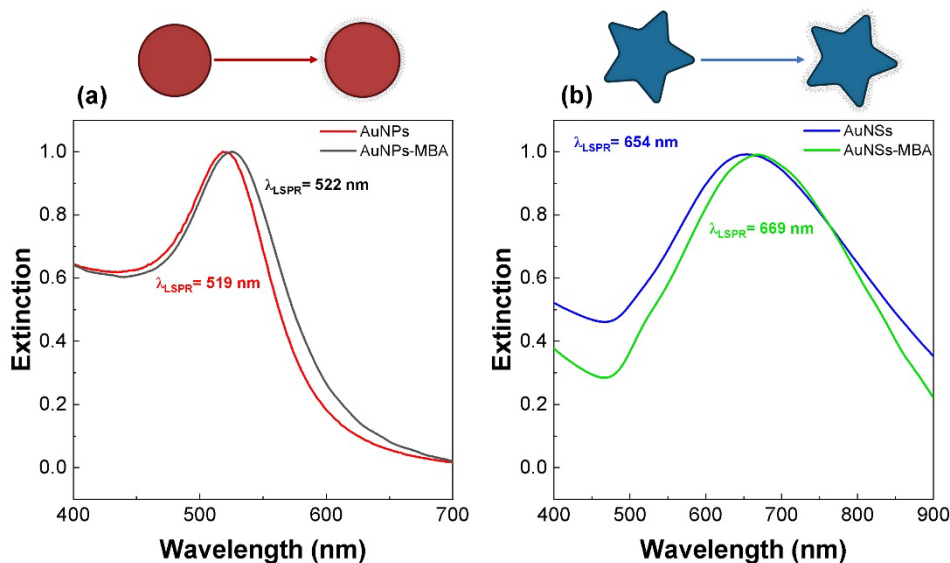 (a)
AuNPs
AuNPs-MBA
λLSPR= 522 nm
λLSPR= 519 nm
Extinction
1.0
0.8
0.6
0.4
0.2
0.0
400
500
600
700
Wavelength (nm)
(b)
AuNSs
AuNSs-MBA
λLSPR= 654 nm
λLSPR= 669 nm
Extinction
1.0
0.8
0.6
0.4
0.2
0.0
400
500
600
700
800
900
Wavelength (nm)